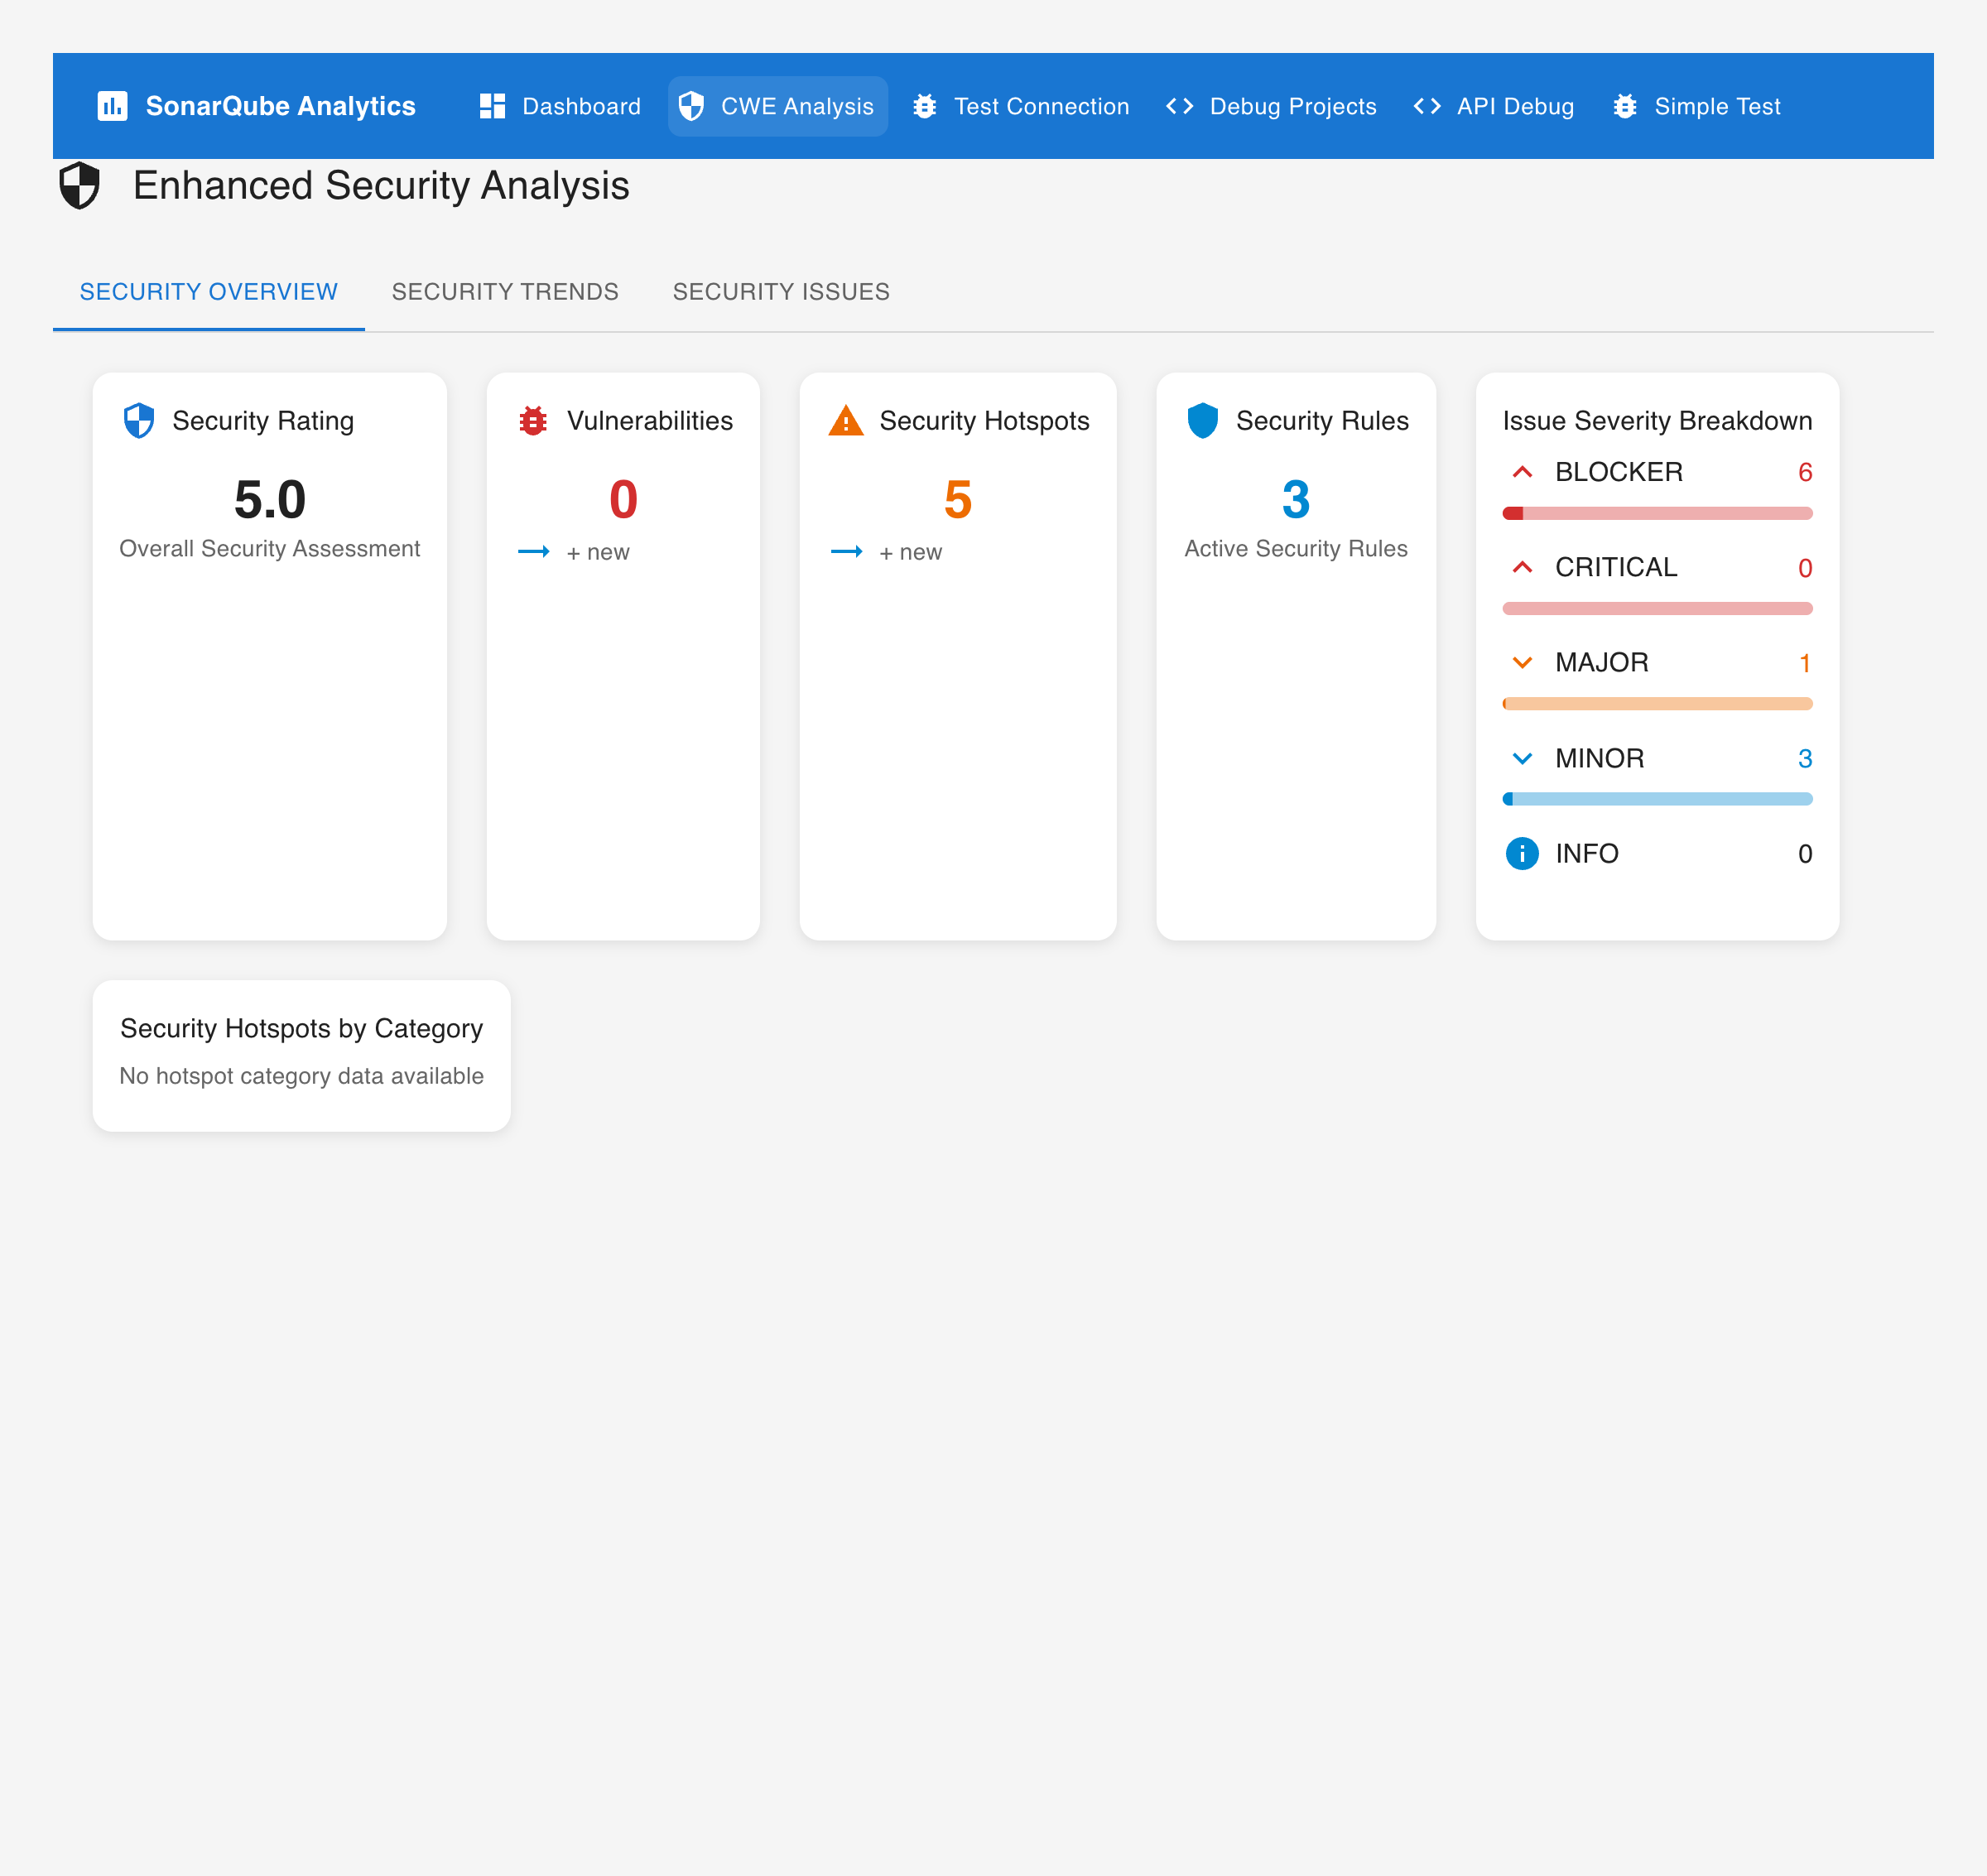 SonarQube Analytics
Dashboard
CWE Analysis
Test Connection
Debug Projects
API Debug
Simple Test
Enhanced Security Analysis
SECURITY OVERVIEW
SECURITY TRENDS
SECURITY ISSUES
Security Rating
5.0
Overall Security Assessment
Vulnerabilities
0
+ new
Security Hotspots
5
+ new
Security Rules
3
Active Security Rules
Issue Severity Breakdown
BLOCKER 6
CRITICAL 0
MAJOR 1
MINOR 3
INFO 0
Security Hotspots by Category
No hotspot category data available